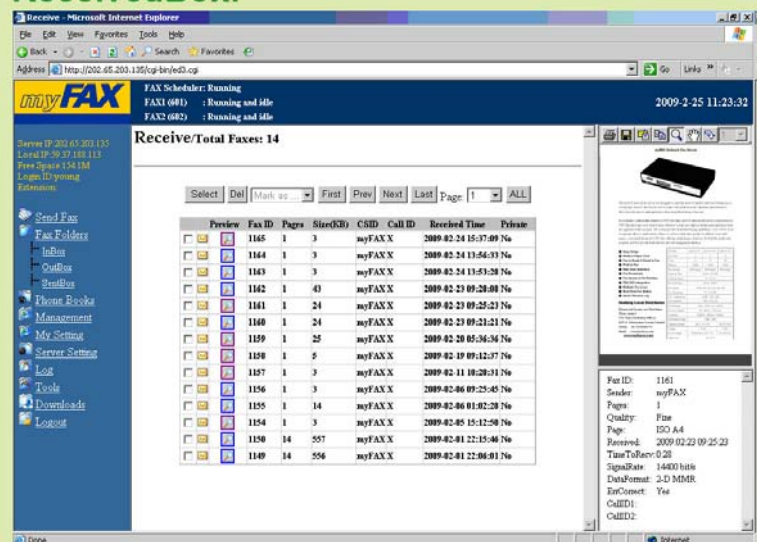 Receive - Microsoft Internet Explorer
File Edit View Favorites Tools Help
Back Search Favorites
Address http://202.65.203.135/cgi-bin/ed3.cgi Go Links
myFAX
FAX Scheduler: Running
FAX1 (601) : Running and idle
FAX2 (602) : Running and idle
2009-2-25 11:23:32
Server IP:202.65.203.135
Local IP:59.37.188.113
Free Space:154.1M
Login ID:young
Extension:
Send Fax
Fax Folders
InBox
OutBox
SentBox
Phone Books
Management
My Setting
Server Setting
Log
Tools
Downloads
Logout
Receive/Total Faxes: 14
Select Del Mark as ... First Prev Next Last Page 1 ALL
Preview Fax ID Pages Size(KB) CSID Call ID Received Time Private
1165 1 3 myFAX X 2009-02-24 15:37:09 No
1164 1 3 myFAX X 2009-02-24 13:56:33 No
1163 1 3 myFAX X 2009-02-24 13:53:20 No
1162 1 43 myFAX X 2009-02-23 09:28:08 No
1161 1 24 myFAX X 2009-02-23 09:25:23 No
1160 1 24 myFAX X 2009-02-23 09:21:21 No
1159 1 25 myFAX X 2009-02-20 05:36:36 No
1158 1 5 myFAX X 2009-02-19 09:12:37 No
1157 1 3 myFAX X 2009-02-11 10:20:31 No
1156 1 3 myFAX X 2009-02-06 09:25:45 No
1155 1 14 myFAX X 2009-02-06 01:02:28 No
1154 1 3 myFAX X 2009-02-05 15:12:50 No
1150 14 557 myFAX X 2009-02-01 22:15:46 No
1149 14 556 myFAX X 2009-02-01 22:06:01 No
Fax ID: 1161
Sender: myFAX
Pages: 1
Quality: Fine
Page: ISO A4
Received: 2009:02:23 09:25:23
TimeToRecv: 0:28
SignalRate: 14400 bit/s
DataFormat: 2-D MMR
ErrCorrect: Yes
CallID1:
CallID2:
Done
Internet